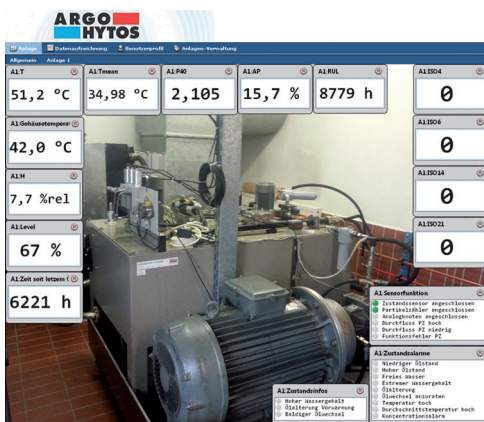 ARGO
HYTOS
Anlage Datenaufzeichnung Benutzerprofil Anlagen-Verwaltung
Allgemein Anlage 1
A1:T
51,2 °C
A1:Tmean
34,98 °C
A1:P40
2,105
A1:AP
15,7 %
A1:RUL
8779 h
A1:ISO4
0
A1:Gehäusetemperat
42,0 °C
A1:ISO6
0
A1:H
7,7 %rel
A1:ISO14
0
A1:Level
67 %
A1:ISO21
0
A1:Zeit seit letzem
6221 h
A1:Sensorfunktion
Zustandssensor angeschlossen
Partikelzähler angeschlossen
Analogknoten angeschlossen
Durchfluss PZ hoch
Durchfluss PZ niedrig
Funktionsfehler PZ
A1:Zustandsalarme
Niedriger Ölstand
Hoher Ölstand
Freies Wasser
Extremer Wassergehalt
Ölalterung
Ölwechsel anzuraten
Temperatur hoch
Durchschnittstemperatur hoch
Konzentrationsalarm
A1:Zustandsinfos
Hoher Wassergehalt
Ölalterung Vorwarnung
Baldiger Ölwechsel